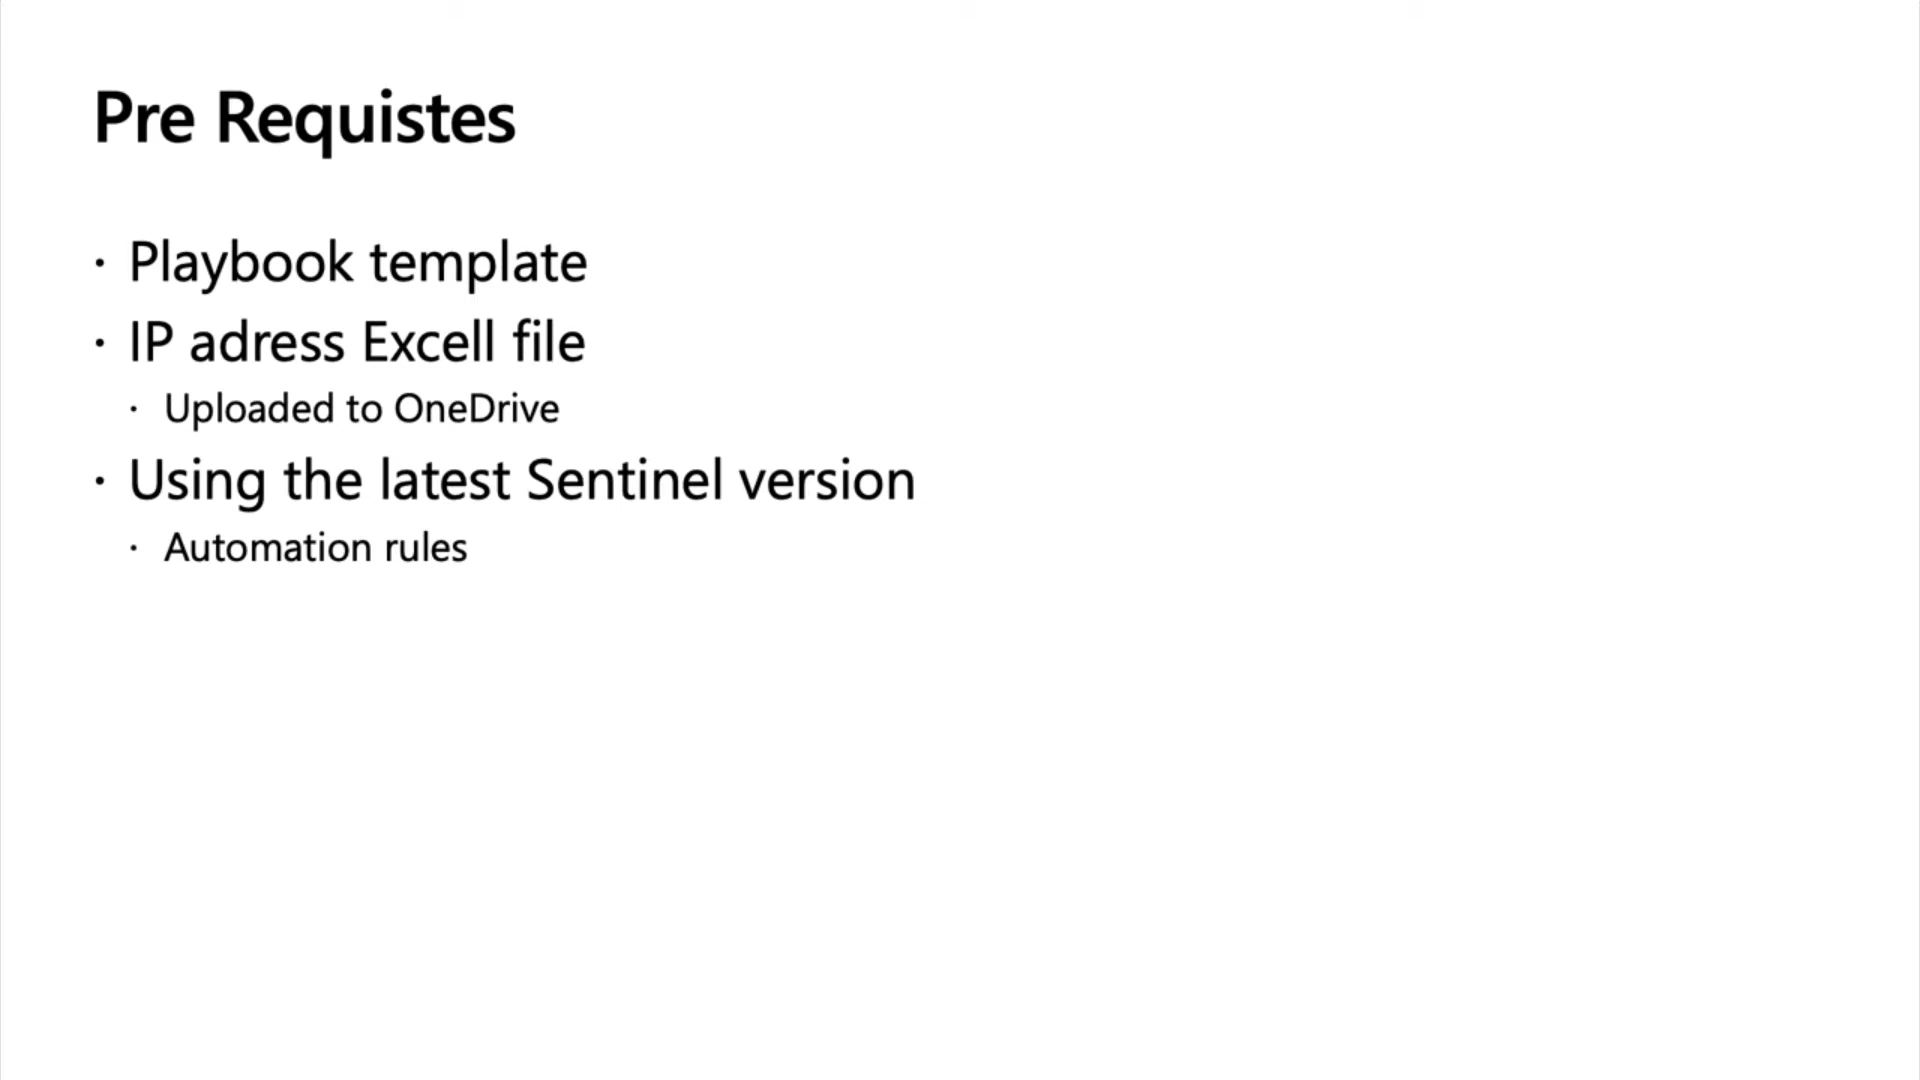 Pre Requistes
· Playbook template
· IP adress Excell file
· Uploaded to OneDrive
· Using the latest Sentinel version
· Automation rules